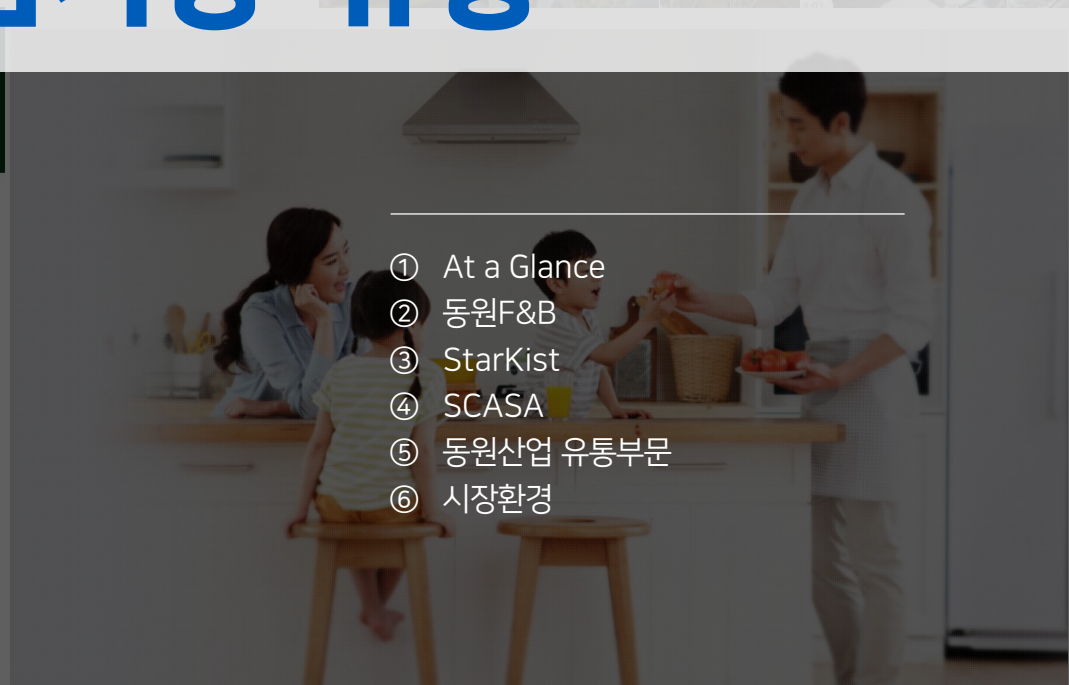 ① At a Glance
② 동원F&B
③ StarKist
④ SCASA
⑤ 동원산업 유통부문
⑥ 시장환경